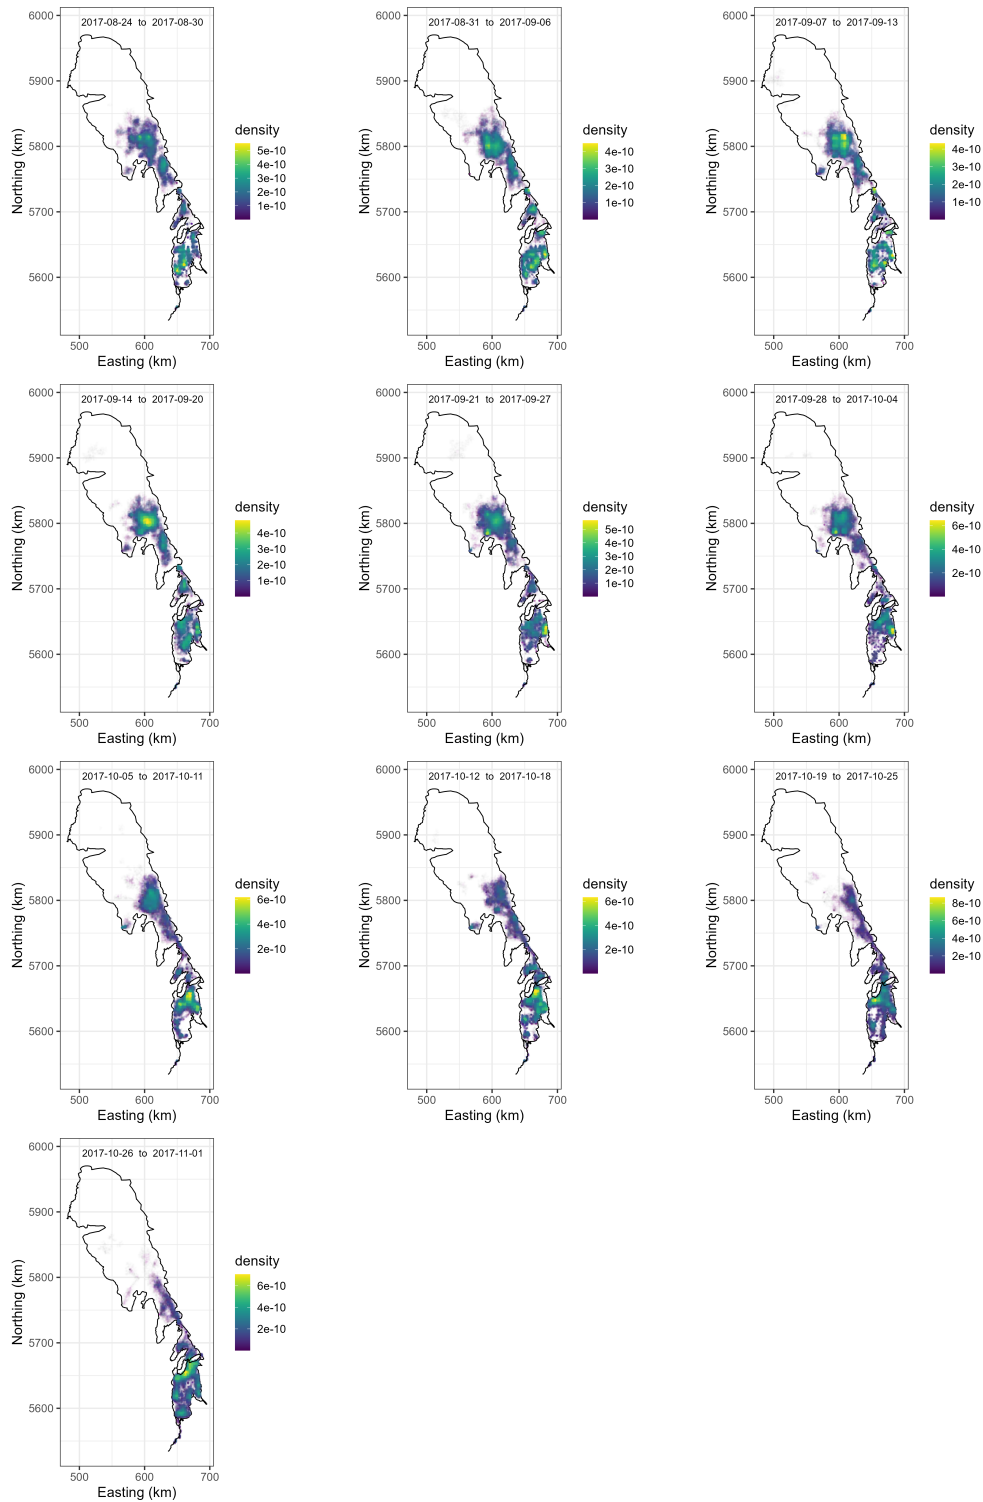 2017-08-24 to 2017-08-30
6000
5900
5800
5700
5600
Northing (km)
500 600 700
Easting (km)
density
5e-10
4e-10
3e-10
2e-10
1e-10
2017-08-31 to 2017-09-06
6000
5900
5800
5700
5600
Northing (km)
500 600 700
Easting (km)
density
4e-10
3e-10
2e-10
1e-10
2017-09-07 to 2017-09-13
6000
5900
5800
5700
5600
Northing (km)
500 600 700
Easting (km)
density
4e-10
3e-10
2e-10
1e-10
2017-09-14 to 2017-09-20
6000
5900
5800
5700
5600
Northing (km)
500 600 700
Easting (km)
density
4e-10
3e-10
2e-10
1e-10
2017-09-21 to 2017-09-27
6000
5900
5800
5700
5600
Northing (km)
500 600 700
Easting (km)
density
5e-10
4e-10
3e-10
2e-10
1e-10
2017-09-28 to 2017-10-04
6000
5900
5800
5700
5600
Northing (km)
500 600 700
Easting (km)
density
6e-10
4e-10
2e-10
2017-10-05 to 2017-10-11
6000
5900
5800
5700
5600
Northing (km)
500 600 700
Easting (km)
density
6e-10
4e-10
2e-10
2017-10-12 to 2017-10-18
6000
5900
5800
5700
5600
Northing (km)
500 600 700
Easting (km)
density
6e-10
4e-10
2e-10
2017-10-19 to 2017-10-25
6000
5900
5800
5700
5600
Northing (km)
500 600 700
Easting (km)
density
8e-10
6e-10
4e-10
2e-10
2017-10-26 to 2017-11-01
6000
5900
5800
5700
5600
Northing (km)
500 600 700
Easting (km)
density
6e-10
4e-10
2e-10